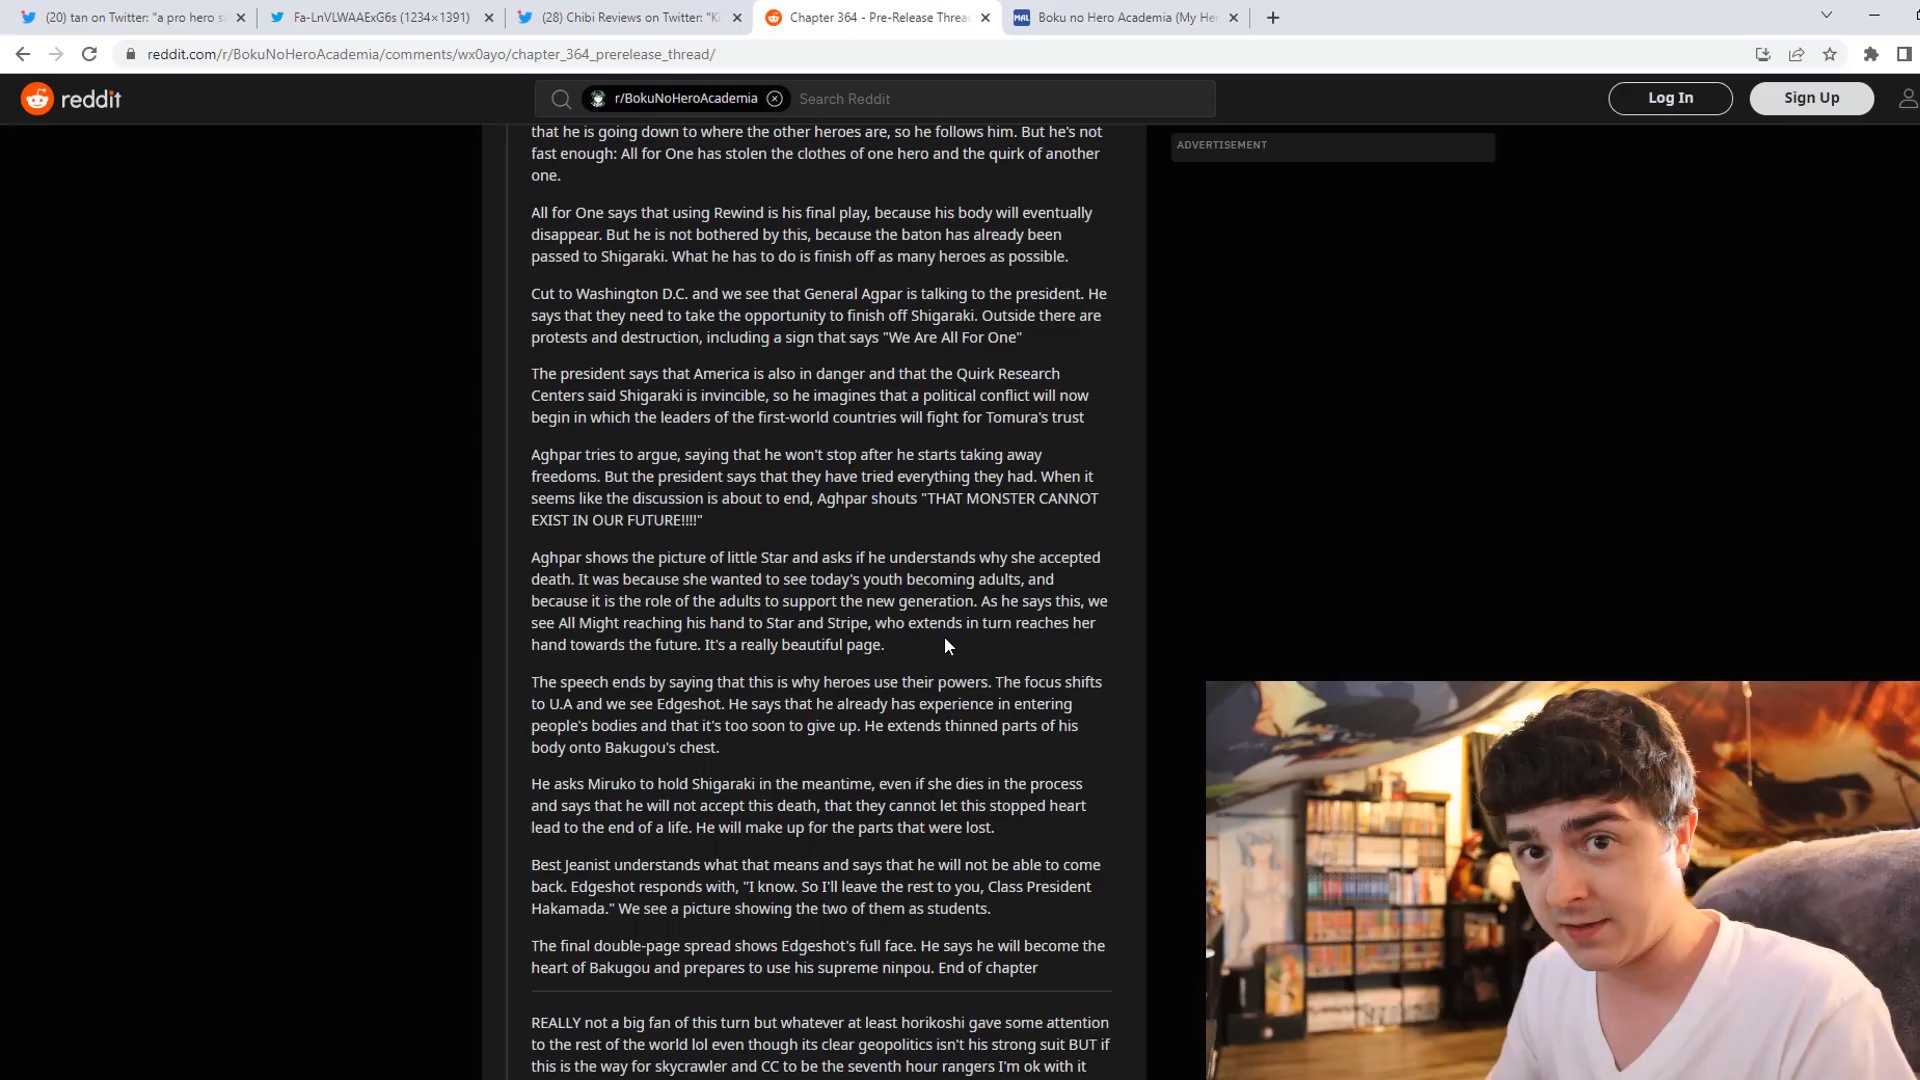 (20) tan on Twitter: "a pro hero s
Fa-LnVLWAAExG6s (1234×1391)
(28) Chibi Reviews on Twitter: "K
Chapter 364 - Pre-Release Threa
MAL Boku no Hero Academia (My He
reddit.com/r/BokuNoHeroAcademia/comments/wx0ayo/chapter_364_prerelease_thread/
reddit
r/BokuNoHeroAcademia
Search Reddit
Log In
Sign Up
that he is going down to where the other heroes are, so he follows him. But he's not
fast enough: All for One has stolen the clothes of one hero and the quirk of another
one.
ADVERTISEMENT
All for One says that using Rewind is his final play, because his body will eventually
disappear. But he is not bothered by this, because the baton has already been
passed to Shigaraki. What he has to do is finish off as many heroes as possible.
Cut to Washington D.C. and we see that General Agpar is talking to the president. He
says that they need to take the opportunity to finish off Shigaraki. Outside there are
protests and destruction, including a sign that says "We Are All For One"
The president says that America is also in danger and that the Quirk Research
Centers said Shigaraki is invincible, so he imagines that a political conflict will now
begin in which the leaders of the first-world countries will fight for Tomura's trust
Aghpar tries to argue, saying that he won't stop after he starts taking away
freedoms. But the president says that they have tried everything they had. When it
seems like the discussion is about to end, Aghpar shouts "THAT MONSTER CANNOT
EXIST IN OUR FUTURE!!!!"
Aghpar shows the picture of little Star and asks if he understands why she accepted
death. It was because she wanted to see today's youth becoming adults, and
because it is the role of the adults to support the new generation. As he says this, we
see All Might reaching his hand to Star and Stripe, who extends in turn reaches her
hand towards the future. It's a really beautiful page.
The speech ends by saying that this is why heroes use their powers. The focus shifts
to U.A and we see Edgeshot. He says that he already has experience in entering
people's bodies and that it's too soon to give up. He extends thinned parts of his
body onto Bakugou's chest.
He asks Miruko to hold Shigaraki in the meantime, even if she dies in the process
and says that he will not accept this death, that they cannot let this stopped heart
lead to the end of a life. He will make up for the parts that were lost.
Best Jeanist understands what that means and says that he will not be able to come
back. Edgeshot responds with, "I know. So I'll leave the rest to you, Class President
Hakamada." We see a picture showing the two of them as students.
The final double-page spread shows Edgeshot's full face. He says he will become the
heart of Bakugou and prepares to use his supreme ninpou. End of chapter
REALLY not a big fan of this turn but whatever at least horikoshi gave some attention
to the rest of the world lol even though its clear geopolitics isn't his strong suit BUT if
this is the way for skycrawler and CC to be the seventh hour rangers I'm ok with it